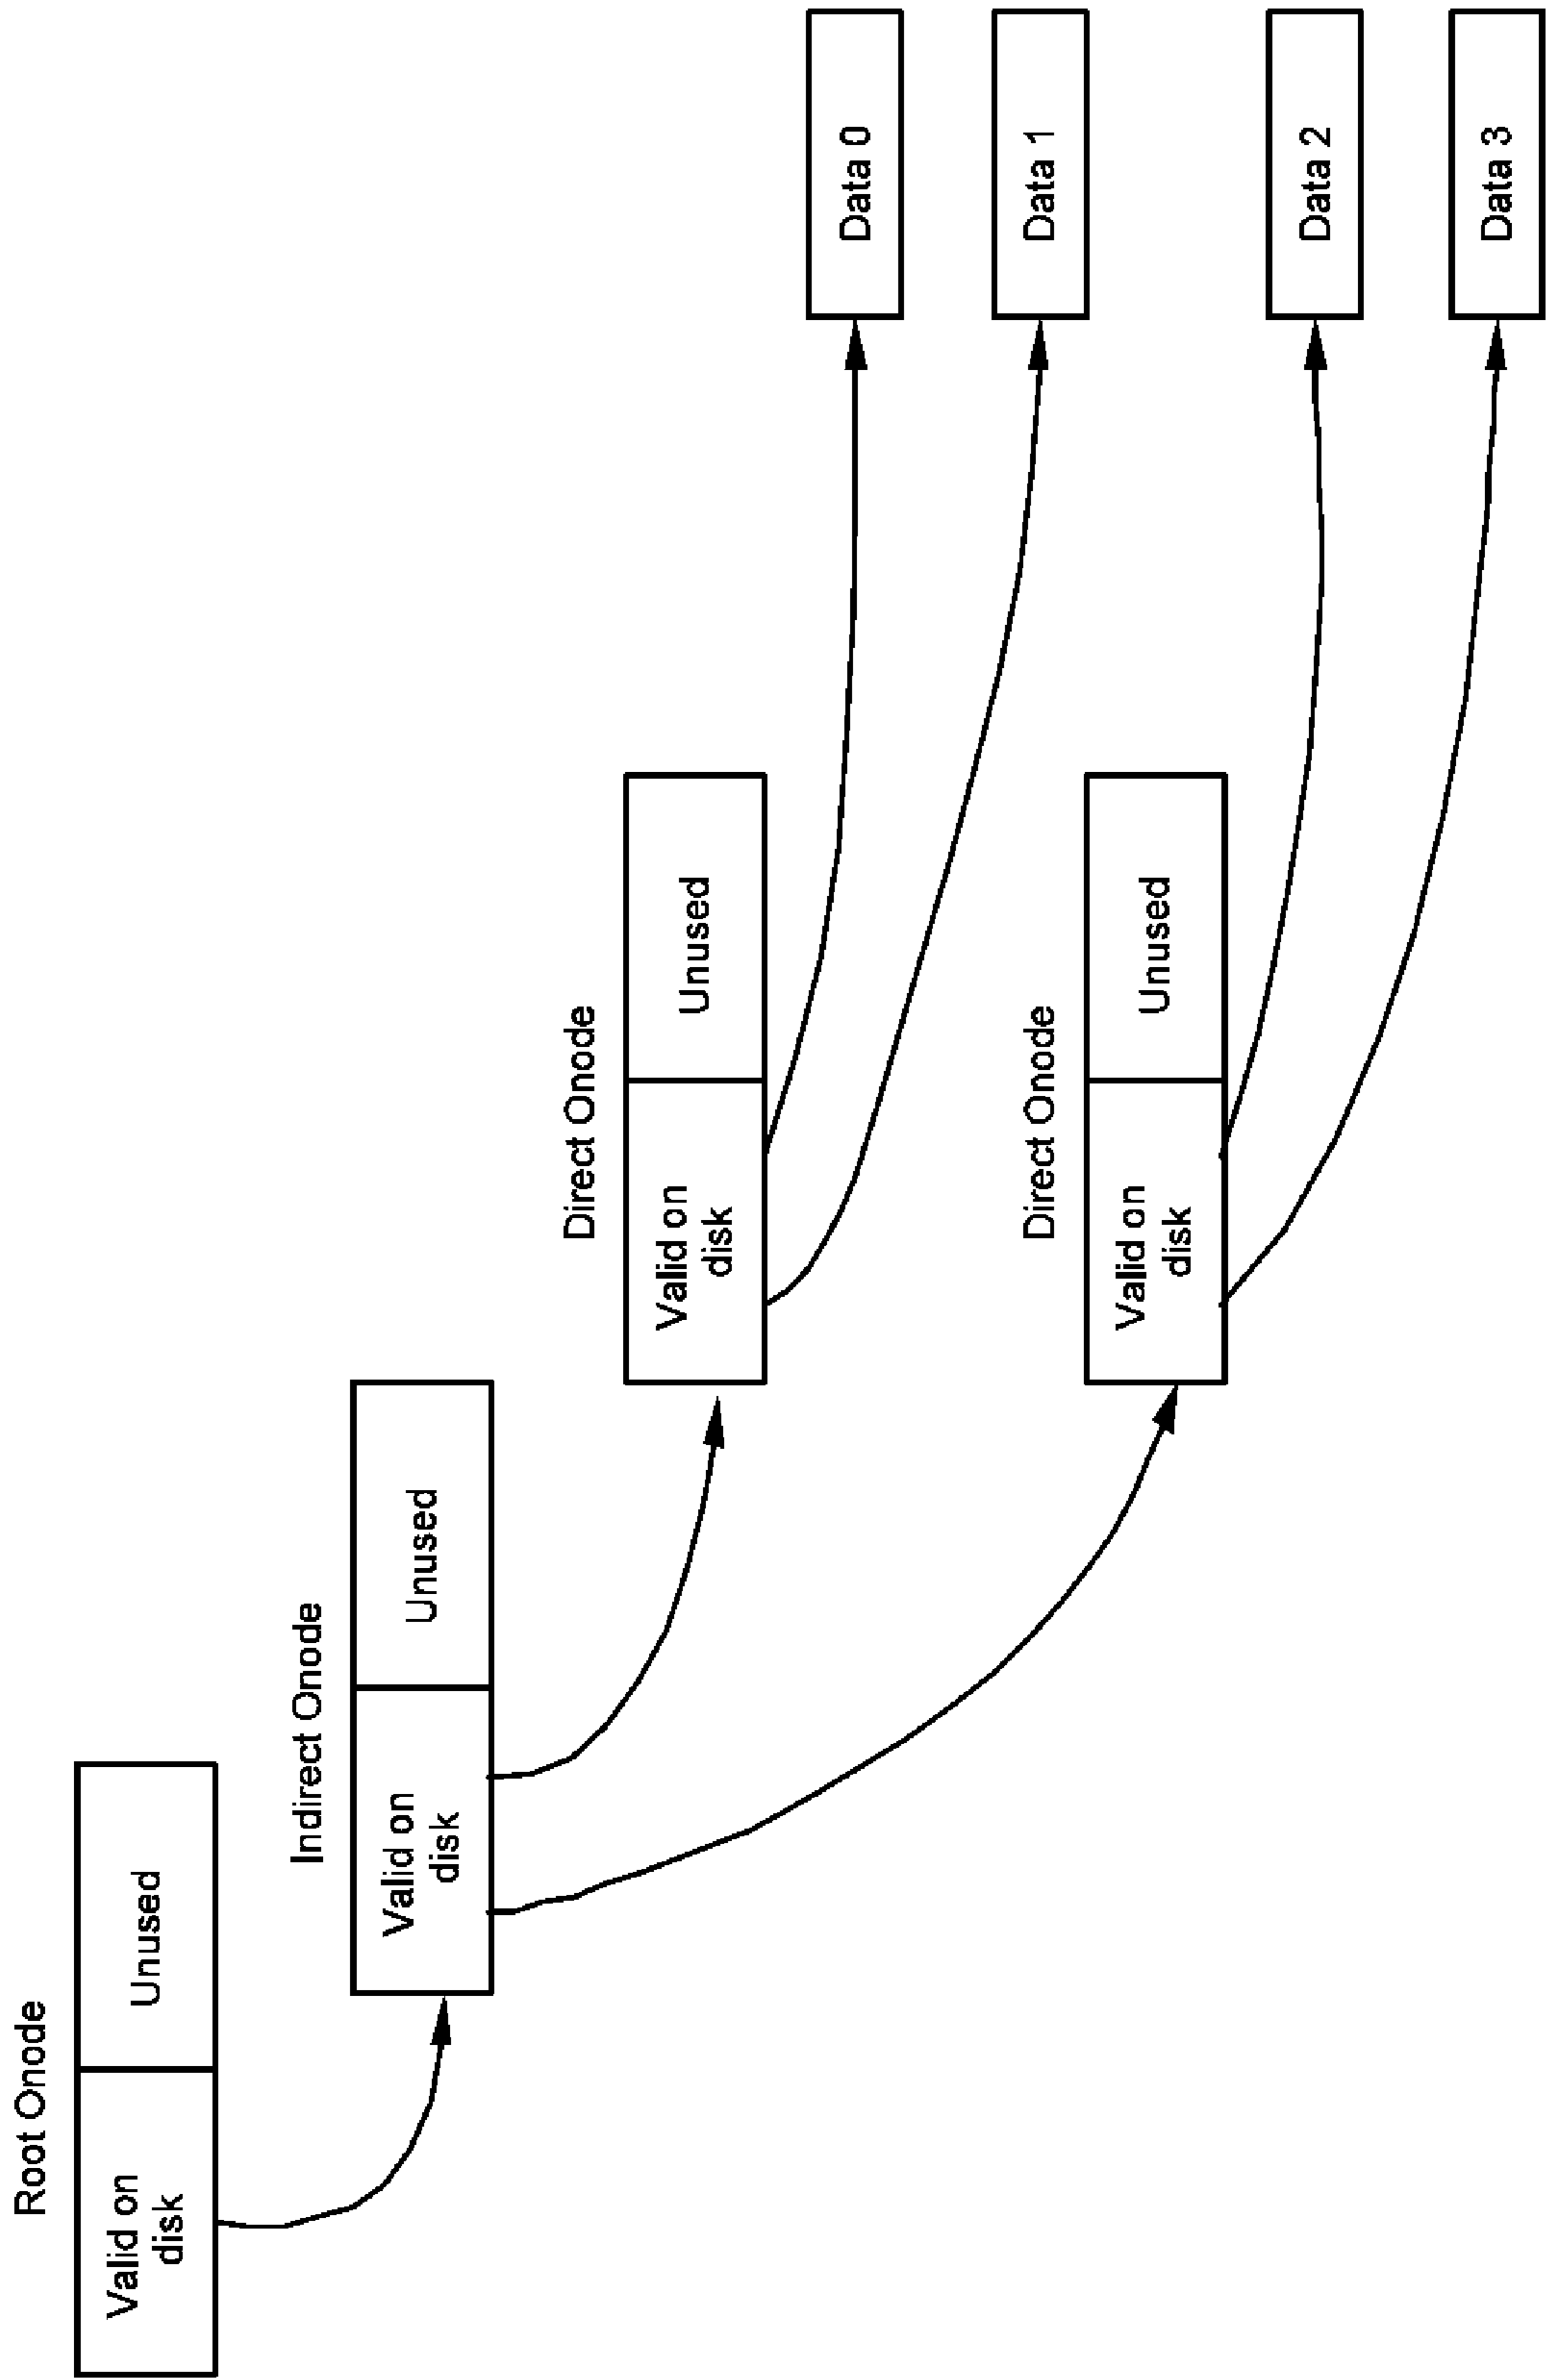 Root Onode
Valid on
disk
Unused
Indirect Onode
Valid on
disk
Unused
Direct Onode
Valid on
disk
Unused
Data 0
Data 1
Direct Onode
Valid on
disk
Unused
Data 2
Data 3